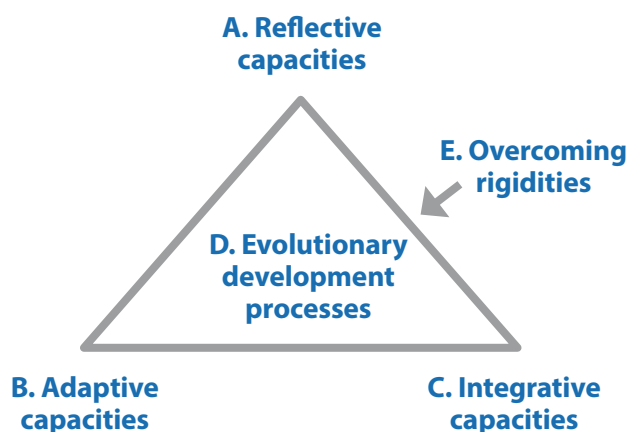 A. Reflective
capacities
E. Overcoming
rigidities
D. Evolutionary
development
processes
B. Adaptive
capacities
C. Integrative
capacities